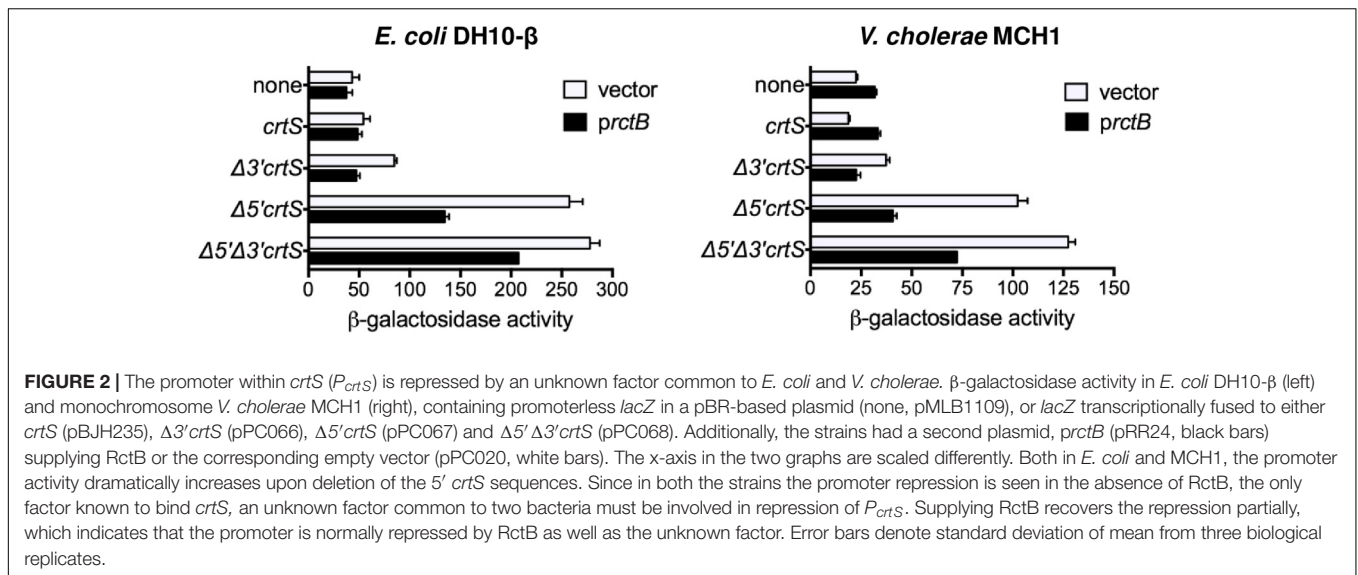 E. coli DH10-β
V. cholerae MCH1
none
crtS
Δ3'crtS
Δ5'crtS
Δ5'Δ3'crtS
vector
prctB
0 50 100 150 200 250 300
β-galactosidase activity
none
crtS
Δ3'crtS
Δ5'crtS
Δ5'Δ3'crtS
vector
prctB
0 25 50 75 100 125 150
β-galactosidase activity
FIGURE 2 | The promoter within crtS (PcrtS) is repressed by an unknown factor common to E. coli and V. cholerae. β-galactosidase activity in E. coli DH10-β (left)
and monochromosome V. cholerae MCH1 (right), containing promoterless lacZ in a pBR-based plasmid (none, pMLB1109), or lacZ transcriptionally fused to either
crtS (pBJH235), Δ3′crtS (pPC066), Δ5′crtS (pPC067) and Δ5′Δ3′crtS (pPC068). Additionally, the strains had a second plasmid, prctB (pRR24, black bars)
supplying RctB or the corresponding empty vector (pPC020, white bars). The x-axis in the two graphs are scaled differently. Both in E. coli and MCH1, the promoter
activity dramatically increases upon deletion of the 5′ crtS sequences. Since in both the strains the promoter repression is seen in the absence of RctB, the only
factor known to bind crtS, an unknown factor common to two bacteria must be involved in repression of PcrtS. Supplying RctB recovers the repression partially,
which indicates that the promoter is normally repressed by RctB as well as the unknown factor. Error bars denote standard deviation of mean from three biological
replicates.